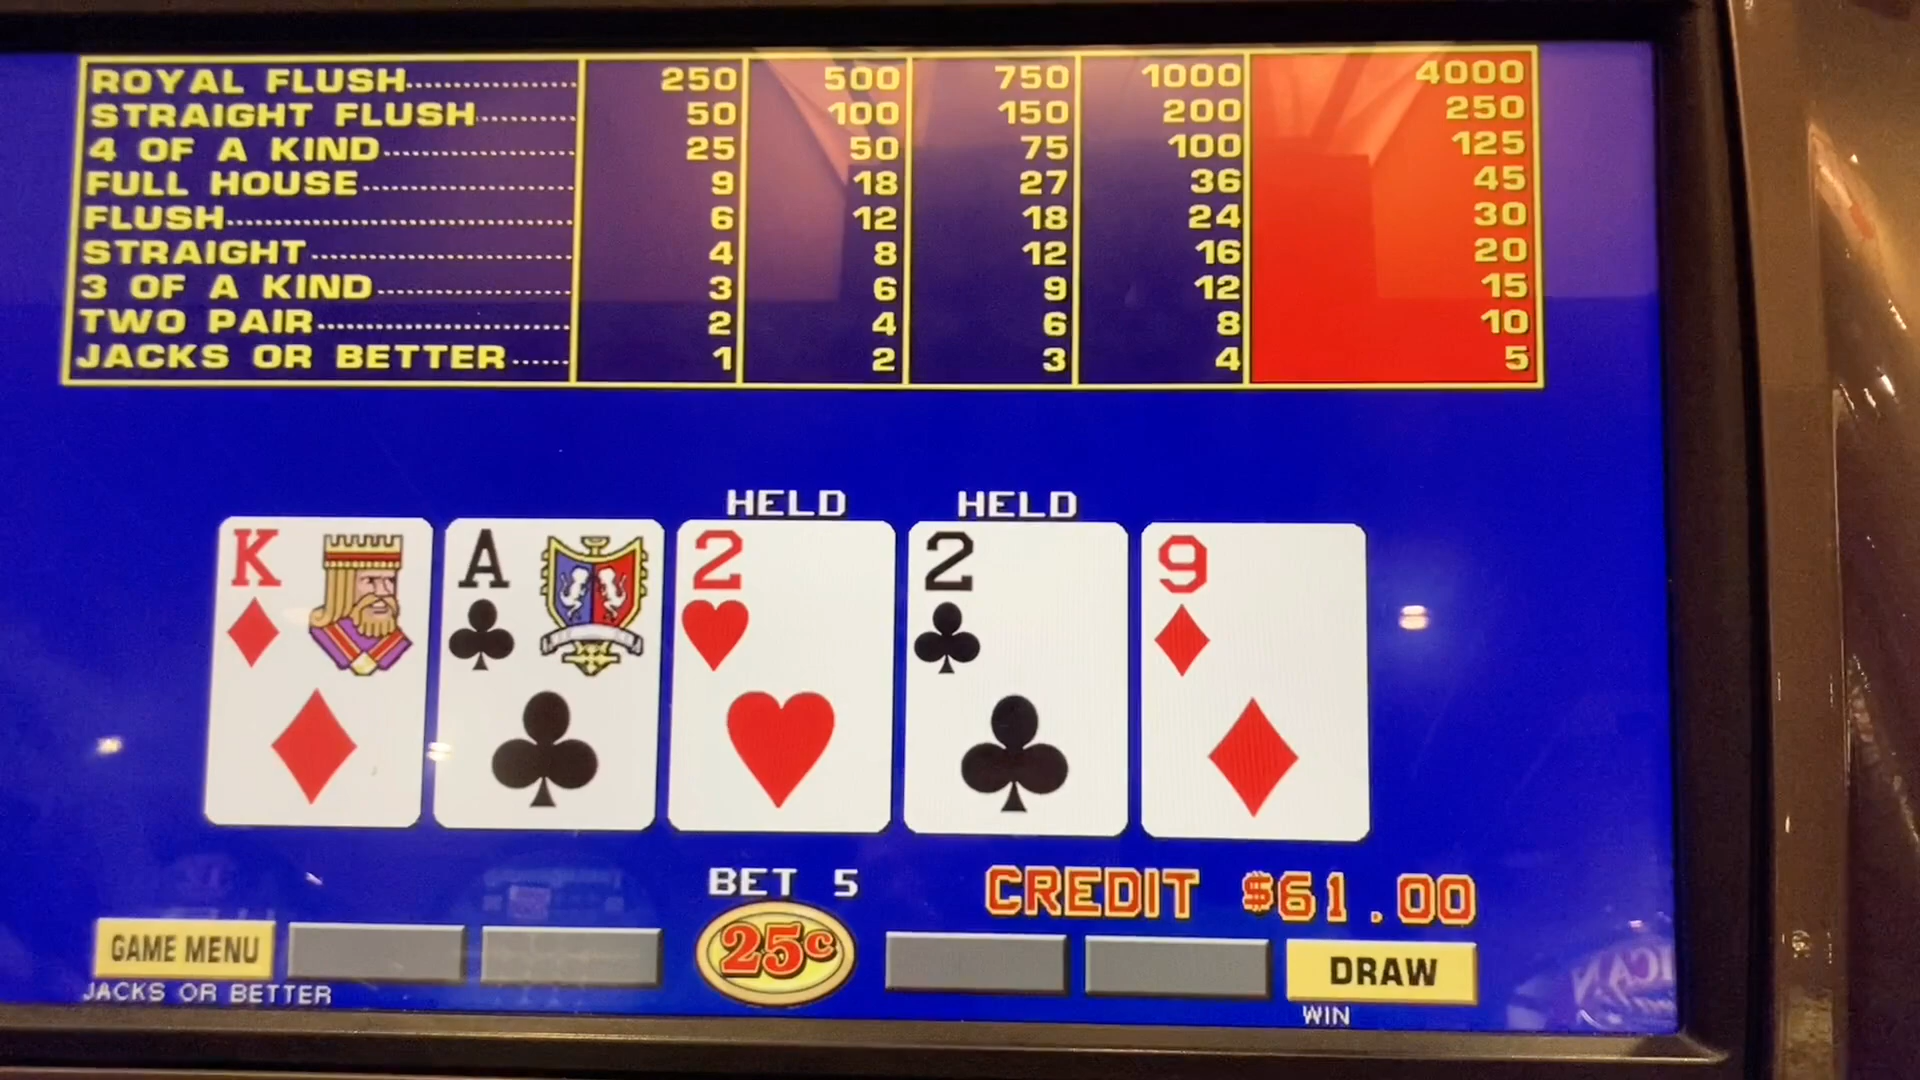 ROYAL FLUSH 250 500 750 1000 4000
STRAIGHT FLUSH 50 100 150 200 250
4 OF A KIND 25 50 75 100 125
FULL HOUSE 9 18 27 36 45
FLUSH 6 12 18 24 30
STRAIGHT 4 8 12 16 20
3 OF A KIND 3 6 9 12 15
TWO PAIR 2 4 6 8 10
JACKS OR BETTER 1 2 3 4 5
HELD HELD
K A 2 2 9
BET 5 CREDIT $61.00
GAME MENU 25¢ DRAW
JACKS OR BETTER WIN